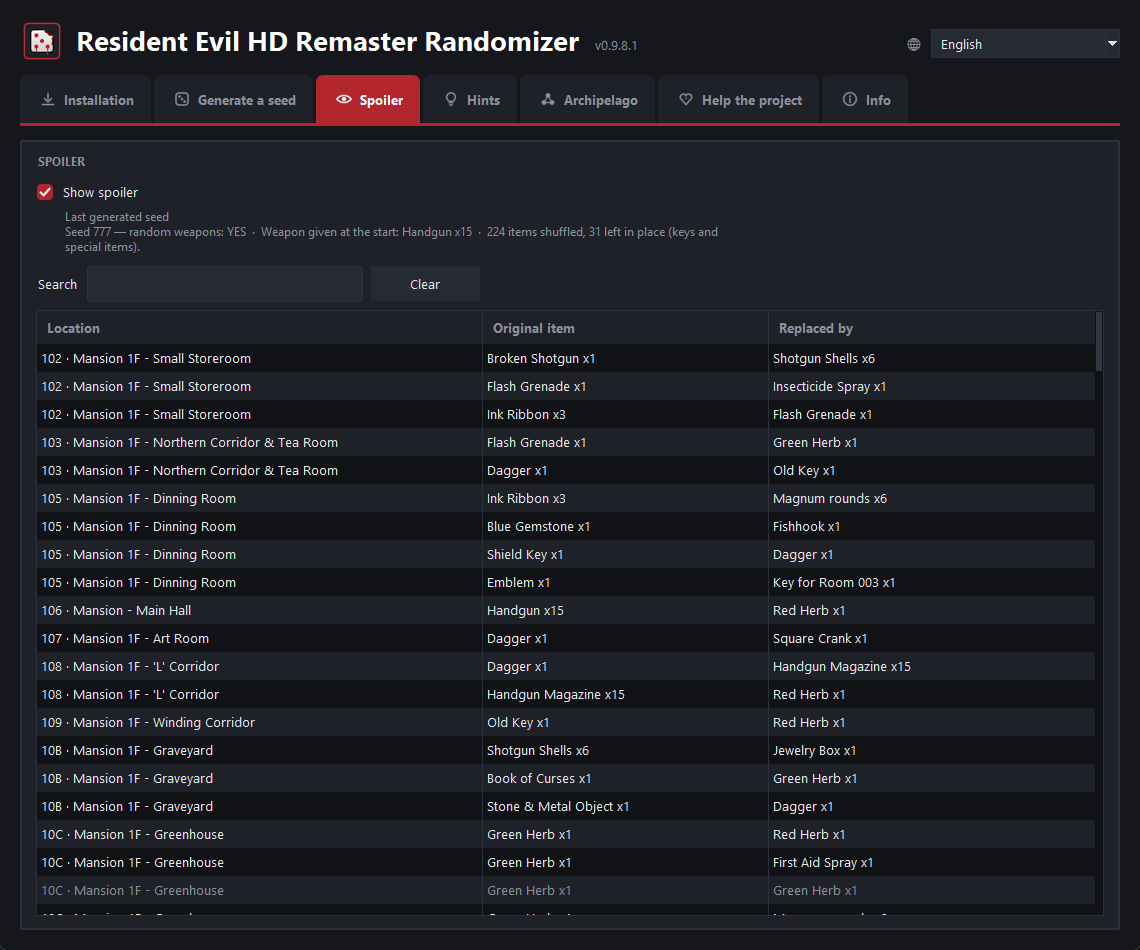 Resident Evil HD Remaster Randomizer v0.9.8.1
English
Installation Generate a seed Spoiler Hints Archipelago Help the project Info
SPOILER
Show spoiler
Last generated seed
Seed 777 — random weapons: YES · Weapon given at the start: Handgun x15 · 224 items shuffled, 31 left in place (keys and
special items).
Search Clear
Location Original item Replaced by
102 · Mansion 1F - Small Storeroom Broken Shotgun x1 Shotgun Shells x6
102 · Mansion 1F - Small Storeroom Flash Grenade x1 Insecticide Spray x1
102 · Mansion 1F - Small Storeroom Ink Ribbon x3 Flash Grenade x1
103 · Mansion 1F - Northern Corridor & Tea Room Flash Grenade x1 Green Herb x1
103 · Mansion 1F - Northern Corridor & Tea Room Dagger x1 Old Key x1
105 · Mansion 1F - Dinning Room Ink Ribbon x3 Magnum rounds x6
105 · Mansion 1F - Dinning Room Blue Gemstone x1 Fishhook x1
105 · Mansion 1F - Dinning Room Shield Key x1 Dagger x1
105 · Mansion 1F - Dinning Room Emblem x1 Key for Room 003 x1
106 · Mansion - Main Hall Handgun x15 Red Herb x1
107 · Mansion 1F - Art Room Dagger x1 Square Crank x1
108 · Mansion 1F - 'L' Corridor Dagger x1 Handgun Magazine x15
108 · Mansion 1F - 'L' Corridor Handgun Magazine x15 Red Herb x1
109 · Mansion 1F - Winding Corridor Old Key x1 Red Herb x1
10B · Mansion 1F - Graveyard Shotgun Shells x6 Jewelry Box x1
10B · Mansion 1F - Graveyard Book of Curses x1 Green Herb x1
10B · Mansion 1F - Graveyard Stone & Metal Object x1 Dagger x1
10C · Mansion 1F - Greenhouse Green Herb x1 Red Herb x1
10C · Mansion 1F - Greenhouse Green Herb x1 First Aid Spray x1
10C · Mansion 1F - Greenhouse Green Herb x1 Green Herb x1